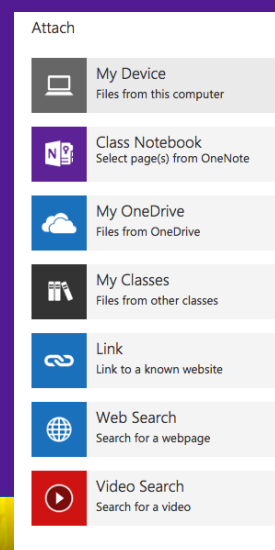 Attach
My Device
Files from this computer
N
Class Notebook
Select page(s) from OneNote
My OneDrive
Files from OneDrive
My Classes
Files from other classes
Link
Link to a known website
Web Search
Search for a webpage
Video Search
Search for a video